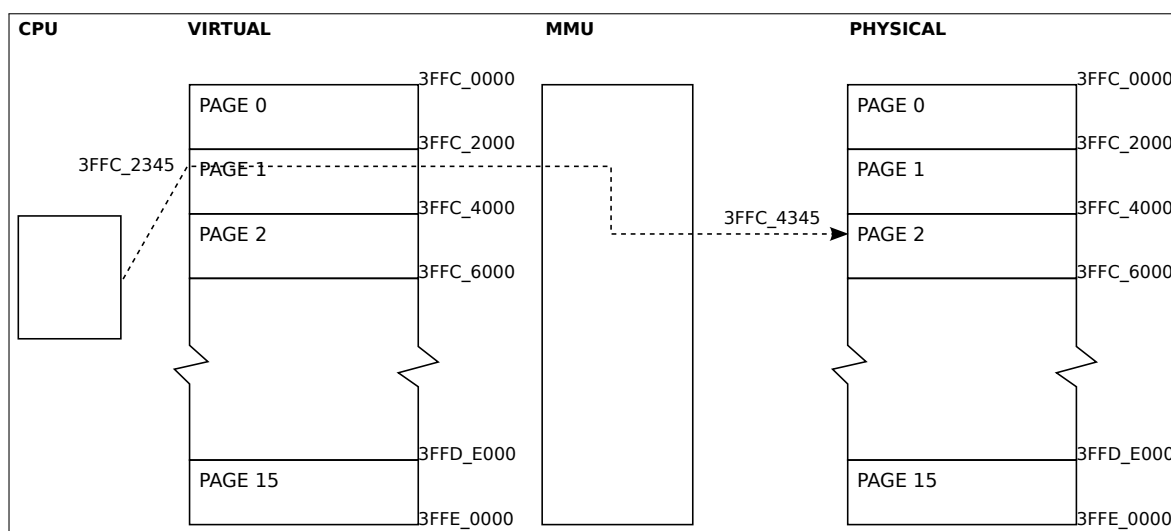 CPU VIRTUAL MMU PHYSICAL
3FFC_0000 3FFC_0000
PAGE 0 PAGE 0
3FFC_2000 3FFC_2000
3FFC_2345 PAGE 1 PAGE 1
3FFC_4000 3FFC_4000
3FFC_4345
PAGE 2 PAGE 2
3FFC_6000 3FFC_6000
3FFD_E000 3FFD_E000
PAGE 15 PAGE 15
3FFE_0000 3FFE_0000